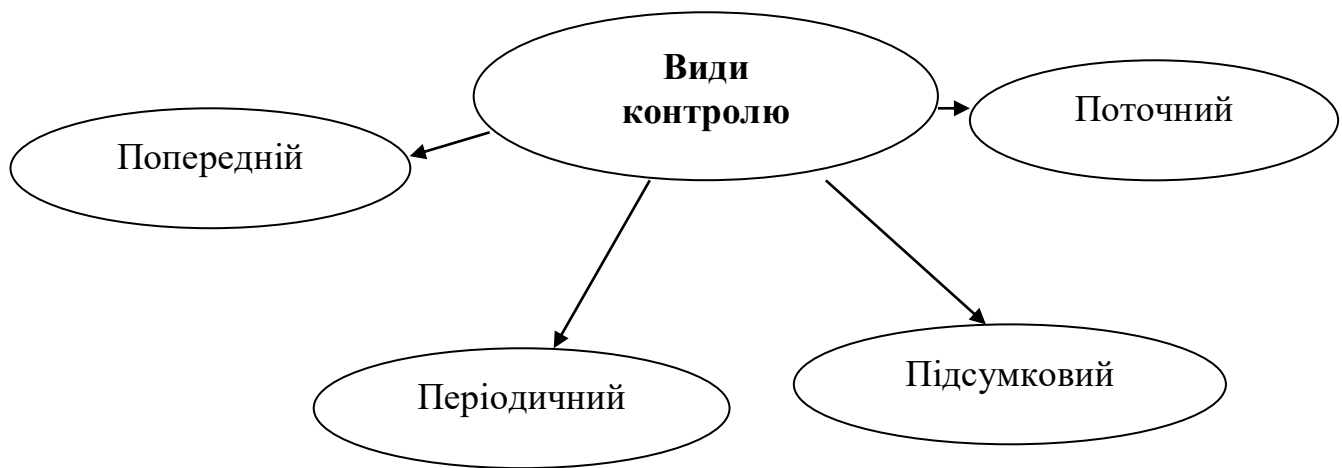 Види
контролю
Поточний
Попередній
Періодичний
Підсумковий